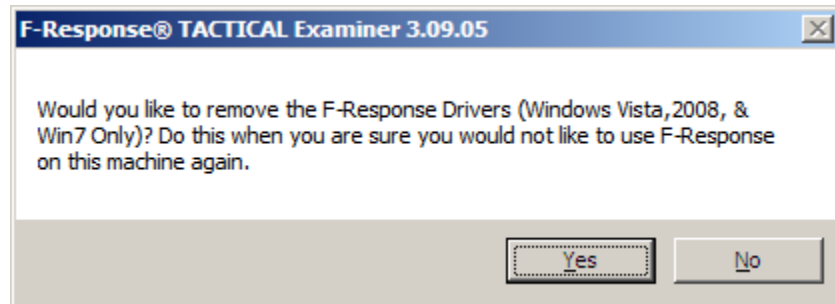 F-Response® TACTICAL Examiner 3.09.05
Would you like to remove the F-Response Drivers (Windows Vista,2008, &
Win7 Only)? Do this when you are sure you would not like to use F-Response
on this machine again.
Yes No